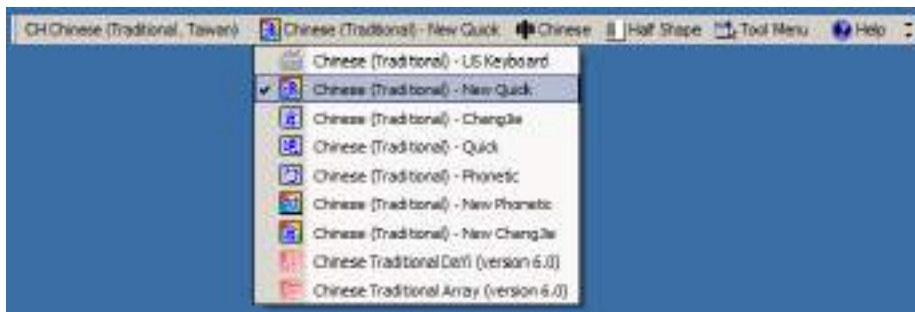 CH Chinese (Traditional, Taiwan) Chinese (Traditional) - New Quick Chinese Half Shape Tool Menu Help
Chinese (Traditional) - US Keyboard
Chinese (Traditional) - New Quick
Chinese (Traditional) - ChangJie
Chinese (Traditional) - Quick
Chinese (Traditional) - Phonetic
Chinese (Traditional) - New Phonetic
Chinese (Traditional) - New ChangJie
Chinese Traditional DaYi (version 6.0)
Chinese Traditional Array (version 6.0)